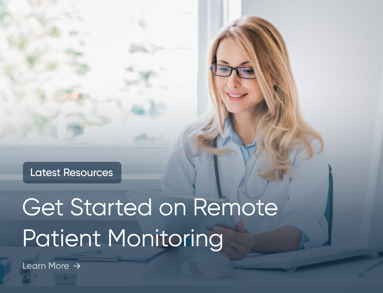 Latest Resources
Get Started on Remote
Patient Monitoring
Learn More →